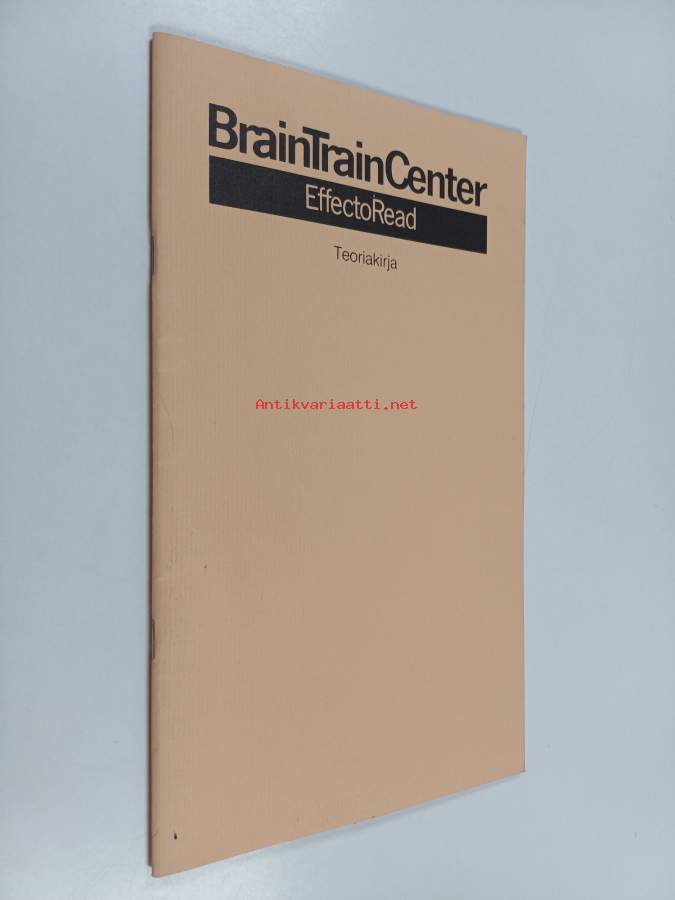 BrainTrainCenter
EffectoRead
Teoriakirja
Antikvariaatti.net